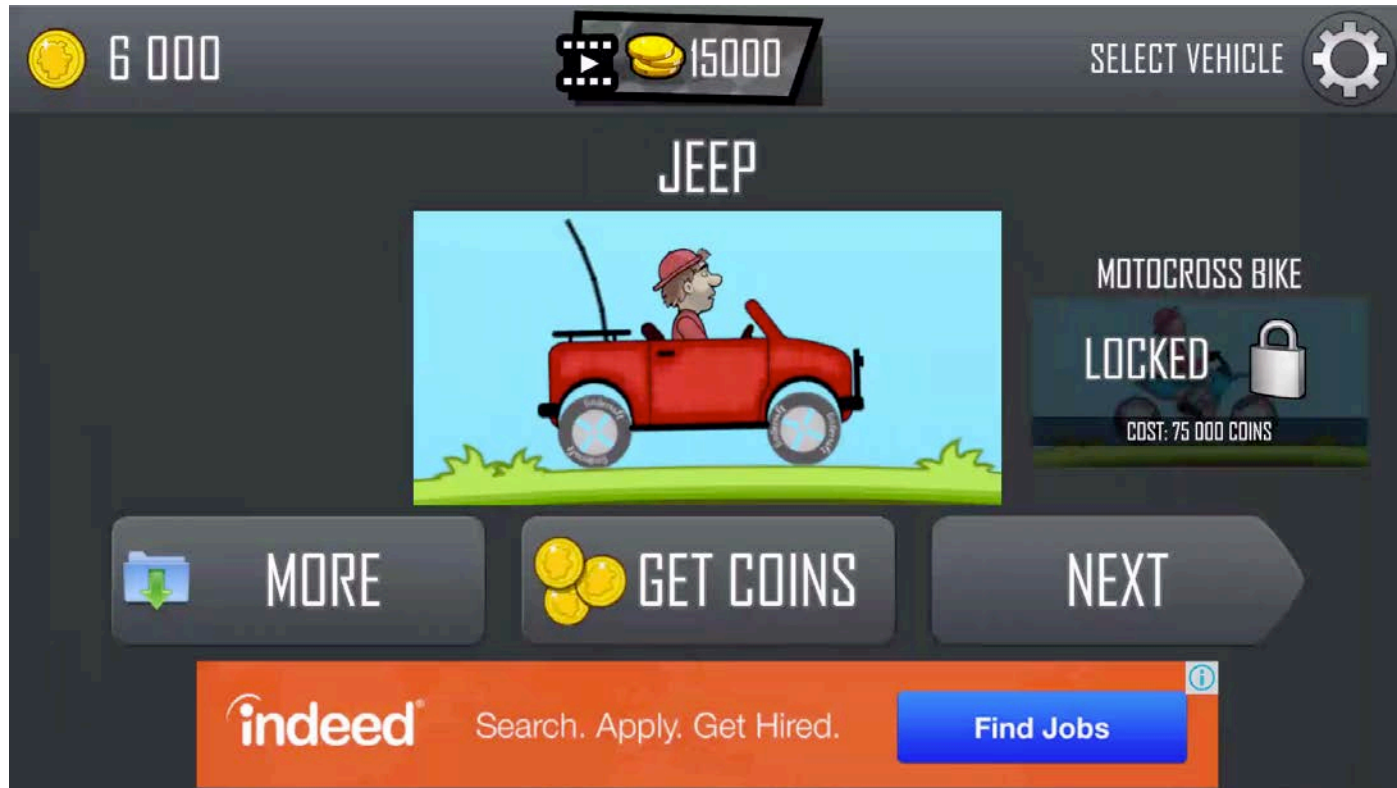 6 000
15000
SELECT VEHICLE
JEEP
MOTOCROSS BIKE
LOCKED
COST: 75 000 COINS
MORE
GET COINS
NEXT
indeed
Search. Apply. Get Hired.
Find Jobs